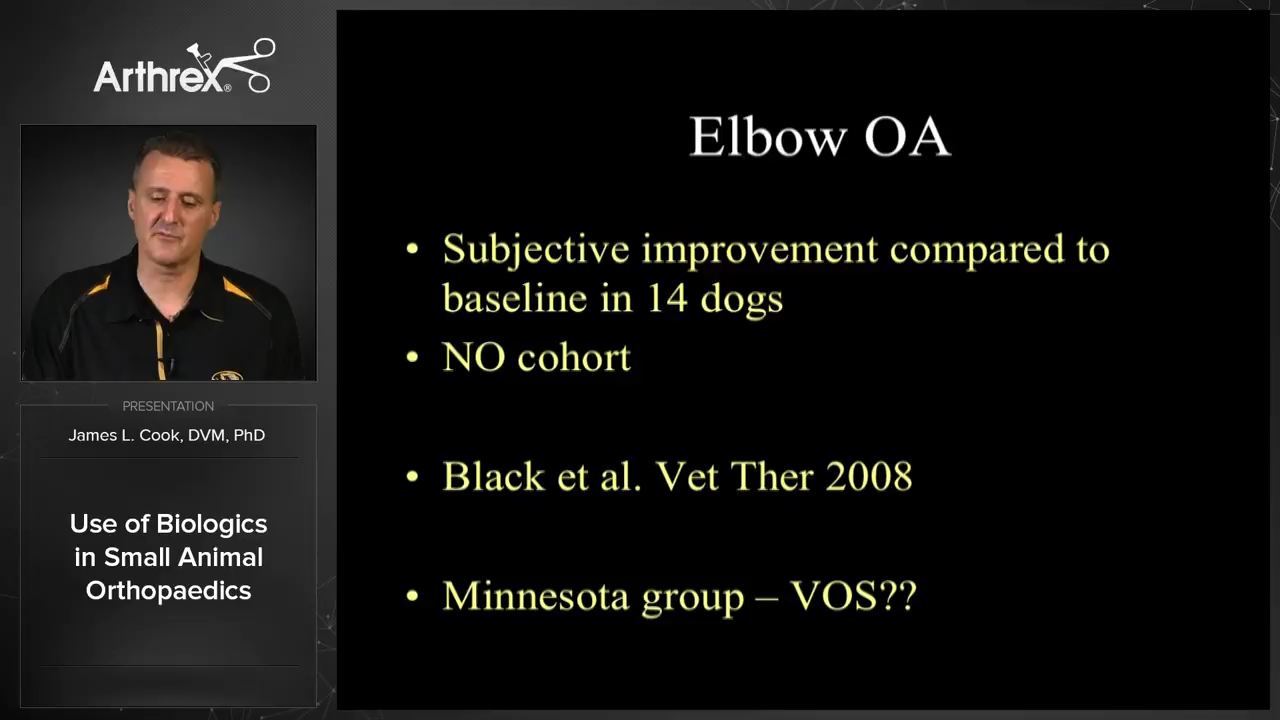 Arthrex®
PRESENTATION
James L. Cook, DVM, PhD
Use of Biologics
in Small Animal
Orthopaedics
Elbow OA
• Subjective improvement compared to
baseline in 14 dogs
• NO cohort
• Black et al. Vet Ther 2008
• Minnesota group – VOS??